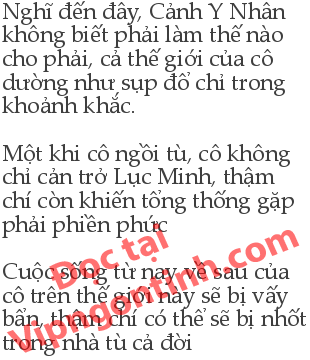 Nghĩ đến đây, Cảnh Y Nhân
không biết phải làm thế nào
cho phải, cả thế giới của cô
dường như sụp đổ chỉ trong
khoảnh khắc.
Một khi cô ngồi tù, cô không
chỉ cản trở Lục Minh, thậm
chí còn khiến tổng thống gặp
phải phiền phức
Cuộc sống từ nay về sau của
cô trên thế giới này sẽ bị vấy
bẩn, thậm chí có thể sẽ bị nhốt
trong nhà tù cả đời
Đọc tại
Vipngontinh.com